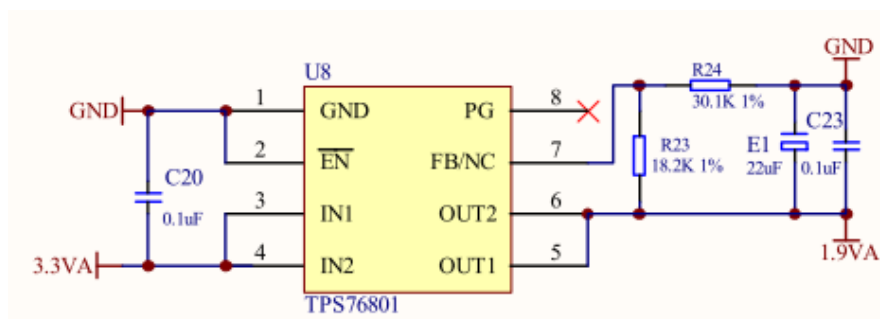 U8
GND
1
GND
PG
8
2
EN
FB/NC
7
3
IN1
OUT2
6
3.3VA
4
IN2
OUT1
5
TPS76801
C20
0.1uF
R24
30.1K 1%
R23
18.2K 1%
E1
22uF
C23
0.1uF
GND
1.9VA